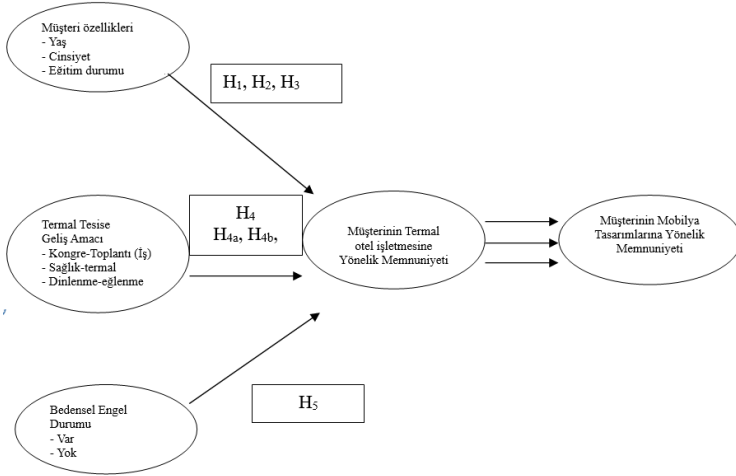 Müşteri özellikleri
- Yaş
- Cinsiyet
- Eğitim durumu
H₁, H₂, H₃
Termal Tesise
Geliş Amacı
- Kongre-Toplantı (İş)
- Sağlık-termal
- Dinlenme-eğlenme
H₄
H₄ₐ, H₄b,
Müşterinin Termal
otel işletmesine
Yönelik Memnuniyeti
Müşterinin Mobilya
Tasarımlarına Yönelik
Memnuniyeti
Bedensel Engel
Durumu
- Var
- Yok
H₅